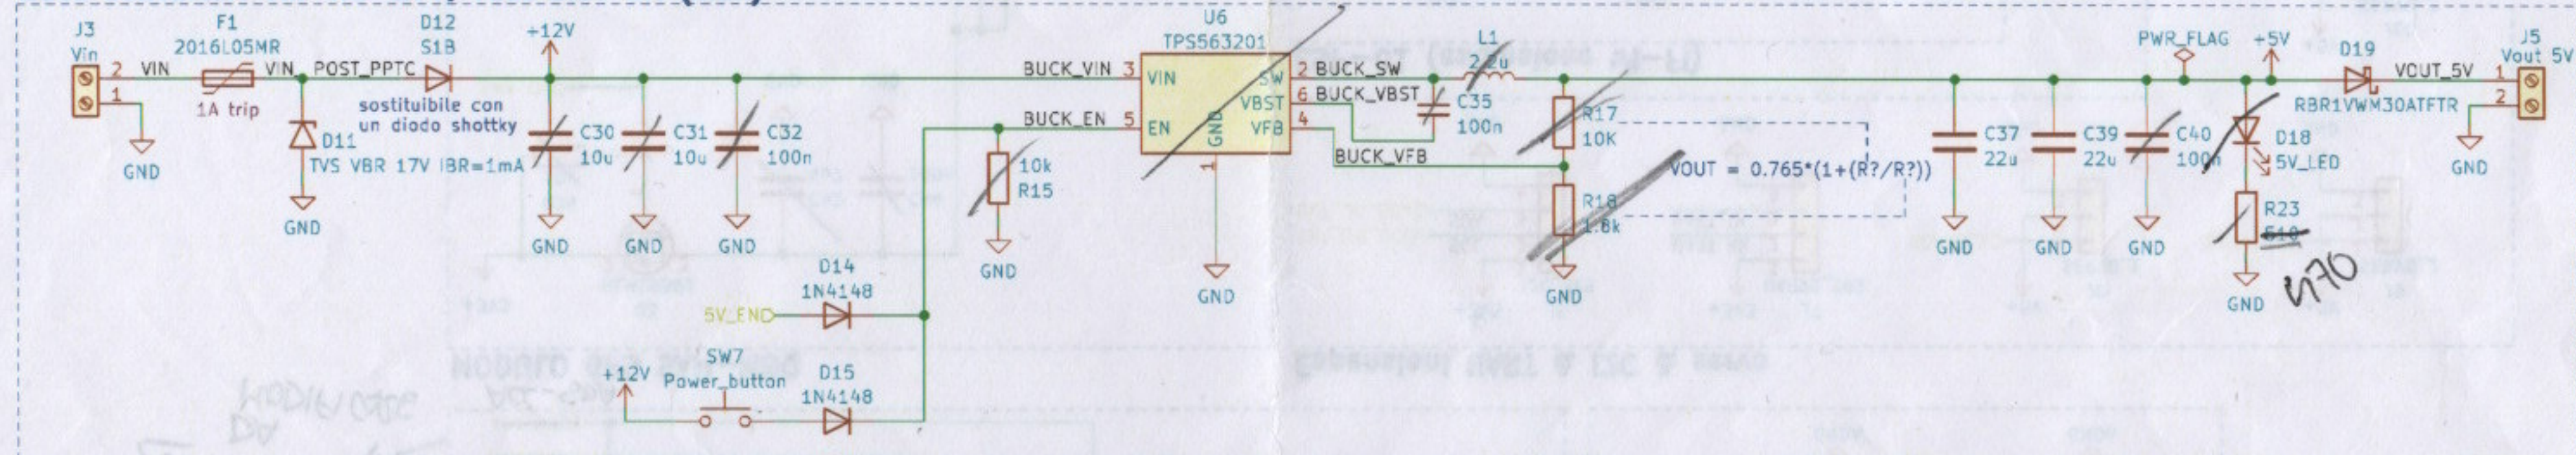 J3
Vin
2
1
VIN
GND
F1
2016L05MR
1A trip
VIN_POST_PPTC
D11
TVS VBR 17V IBR=1mA
GND
D12
S1B
sostituibile con
un diodo shottky
+12V
C30
10u
GND
C31
10u
GND
C32
100n
GND
BUCK_VIN
BUCK_EN
10k
R15
GND
5V_EN
D14
1N4148
+12V
SW7
Power_button
D15
1N4148
U6
TPS563201
3
VIN
5
EN
GND
1
SW
2
VBST
6
VFB
4
GND
BUCK_SW
BUCK_VBST
BUCK_VFB
C35
100n
L1
2.2u
R17
10K
R18
1.8k
GND
VOUT = 0.765*(1+(R?/R?))
C37
22u
GND
C39
22u
GND
C40
100n
GND
PWR_FLAG
+5V
D18
5V_LED
R23
510
GND
D19
RBR1VWM30ATFTR
VOUT_5V
J5
Vout 5V
1
2
GND